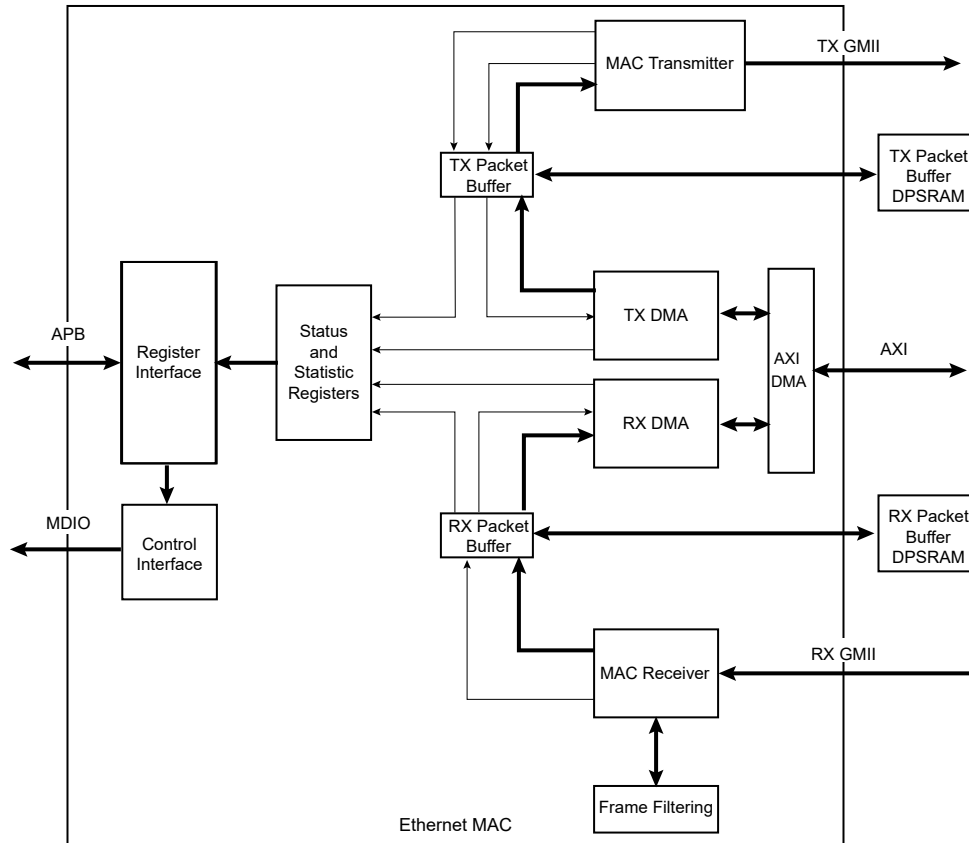 TX GMII
MAC Transmitter
TX Packet
Buffer
TX Packet
Buffer
DPSRAM
APB
Register
Interface
Status
and
Statistic
Registers
TX DMA
AXI
DMA
AXI
RX DMA
MDIO
Control
Interface
RX Packet
Buffer
RX Packet
Buffer
DPSRAM
RX GMII
MAC Receiver
Frame Filtering
Ethernet MAC